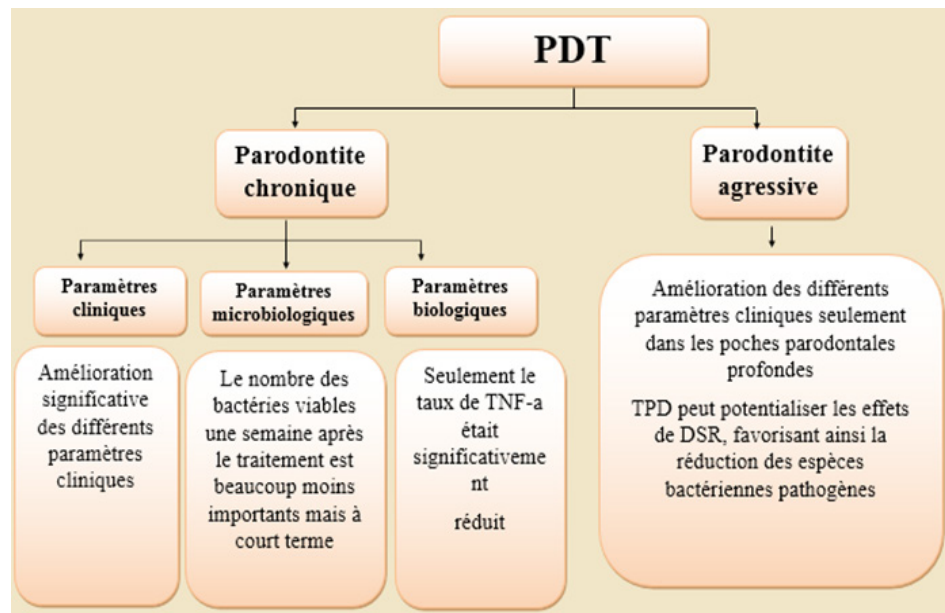 PDT
Parodontite
chronique
Parodontite
agressive
Paramètres
cliniques
Paramètres
microbiologiques
Paramètres
biologiques
Amélioration
significative
des différents
paramètres
cliniques
Le nombre des
bactéries viables
une semaine après
le traitement est
beaucoup moins
importants mais à
court terme
Seulement le
taux de TNF-a
était
significativeme
nt
réduit
Amélioration des différents
paramètres cliniques seulement
dans les poches parodontales
profondes
TPD peut potentialiser les effets
de DSR, favorisant ainsi la
réduction des espèces
bactériennes pathogènes